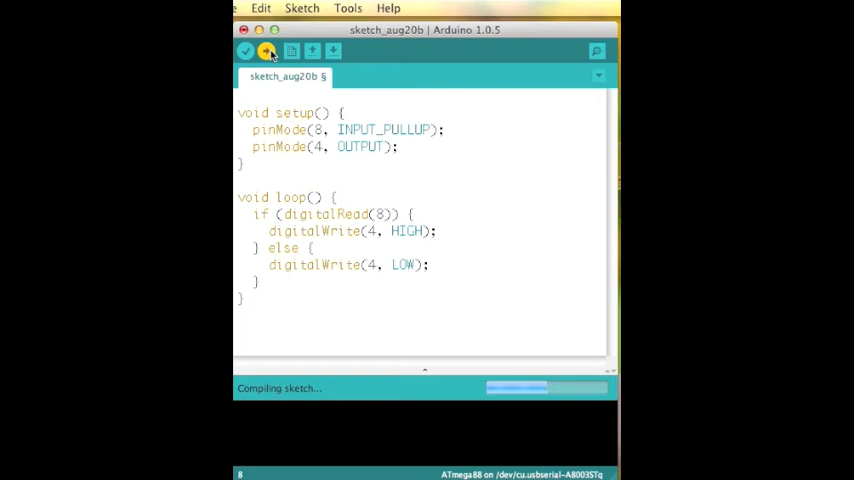 Edit Sketch Tools Help
sketch_aug20b | Arduino 1.0.5
sketch_aug20b §
void setup() {
  pinMode(8, INPUT_PULLUP);
  pinMode(4, OUTPUT);
}
void loop() {
  if (digitalRead(8)) {
    digitalWrite(4, HIGH);
  } else {
    digitalWrite(4, LOW);
  }
}
Compiling sketch...
8 ATmega88 on /dev/cu.usbserial-A8003STq